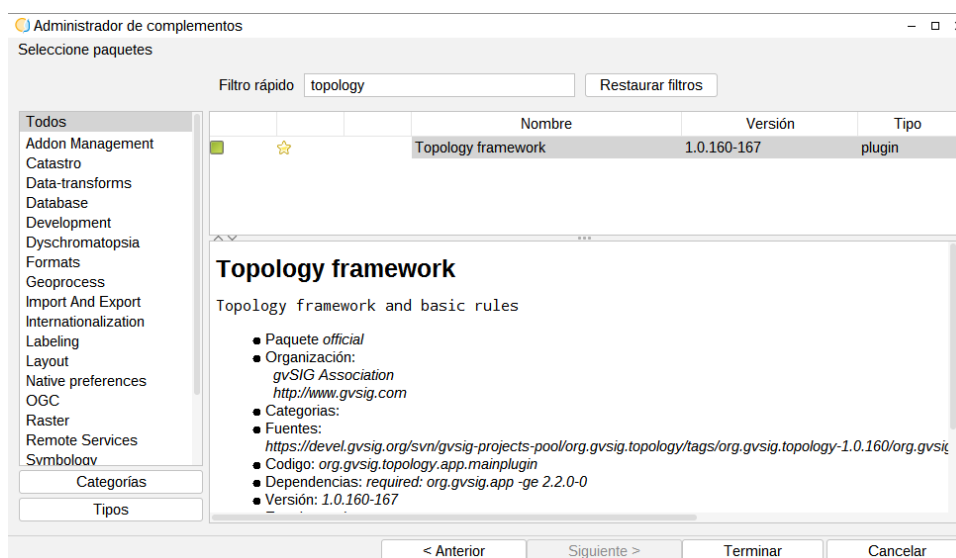 Administrador de complementos
Seleccione paquetes
Filtro rápido topology Restaurar filtros
Todos
Addon Management
Catastro
Data-transforms
Database
Development
Dyschromatopsia
Formats
Geoprocess
Import And Export
Internationalization
Labeling
Layout
Native preferences
OGC
Raster
Remote Services
Symbology
Categorías
Tipos
Nombre Versión Tipo
Topology framework 1.0.160-167 plugin
Topology framework
Topology framework and basic rules
Paquete official
Organización:
gvSIG Association
http://www.gvsig.com
Categorias:
Fuentes:
https://devel.gvsig.org/svn/gvsig-projects-pool/org.gvsig.topology/tags/org.gvsig.topology-1.0.160/org.gvsig
Codigo: org.gvsig.topology.app.mainplugin
Dependencias: required: org.gvsig.app -ge 2.2.0-0
Versión: 1.0.160-167
< Anterior Siguiente > Terminar Cancelar